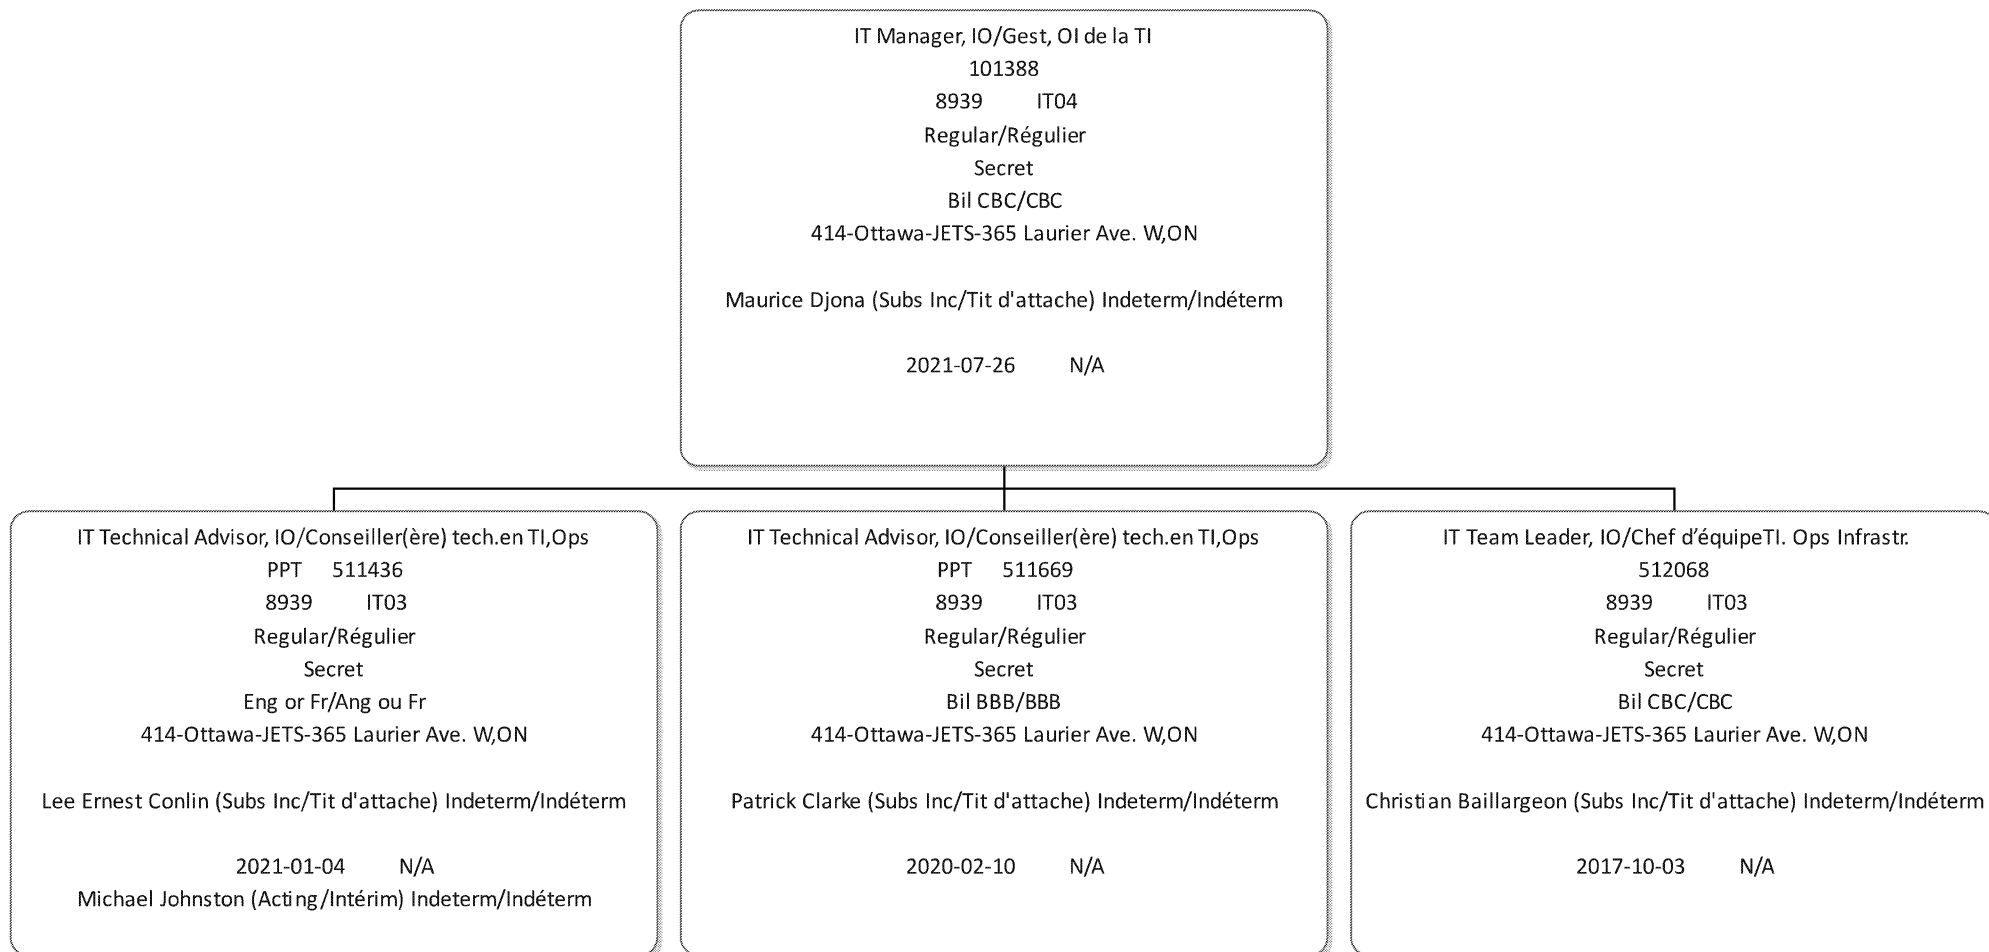 IT Manager, IO/Gest, OI de la TI
101388
8939 IT04
Regular/Régulier
Secret
Bil CBC/CBC
414-Ottawa-JETS-365 Laurier Ave. W,ON
Maurice Djona (Subs Inc/Tit d'attache) Indeterm/Indéterm
2021-07-26 N/A
IT Technical Advisor, IO/Conseiller(ère) tech.en TI,Ops
PPT 511436
8939 IT03
Regular/Régulier
Secret
Eng or Fr/Ang ou Fr
414-Ottawa-JETS-365 Laurier Ave. W,ON
Lee Ernest Conlin (Subs Inc/Tit d'attache) Indeterm/Indéterm
2021-01-04 N/A
Michael Johnston (Acting/Intérim) Indeterm/Indéterm
IT Technical Advisor, IO/Conseiller(ère) tech.en TI,Ops
PPT 511669
8939 IT03
Regular/Régulier
Secret
Bil BBB/BBB
414-Ottawa-JETS-365 Laurier Ave. W,ON
Patrick Clarke (Subs Inc/Tit d'attache) Indeterm/Indéterm
2020-02-10 N/A
IT Team Leader, IO/Chef d’équipeTI. Ops Infrastr.
512068
8939 IT03
Regular/Régulier
Secret
Bil CBC/CBC
414-Ottawa-JETS-365 Laurier Ave. W,ON
Christian Baillargeon (Subs Inc/Tit d'attache) Indeterm/Indéterm
2017-10-03 N/A